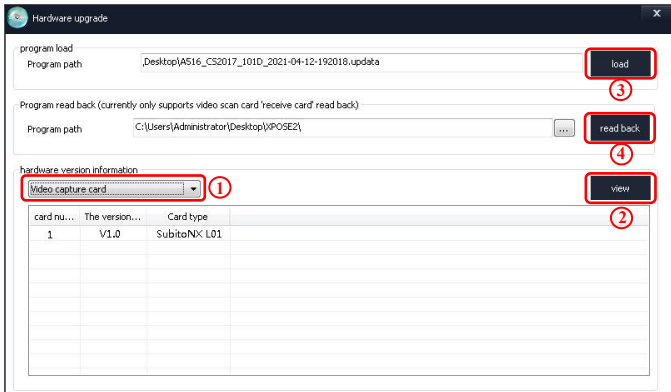 Hardware upgrade
x
program load
Program path
,Desktop\A516_CS2017_101D_2021-04-12-192018.updata
load
③
Program read back (currently only supports video scan card 'receive card' read back)
Program path
C:\Users\Administrator\Desktop\XPOSE2\
...
read back
④
hardware version information
Video capture card
①
view
②
card nu... The version... Card type
1 V1.0 SubitoNX L01